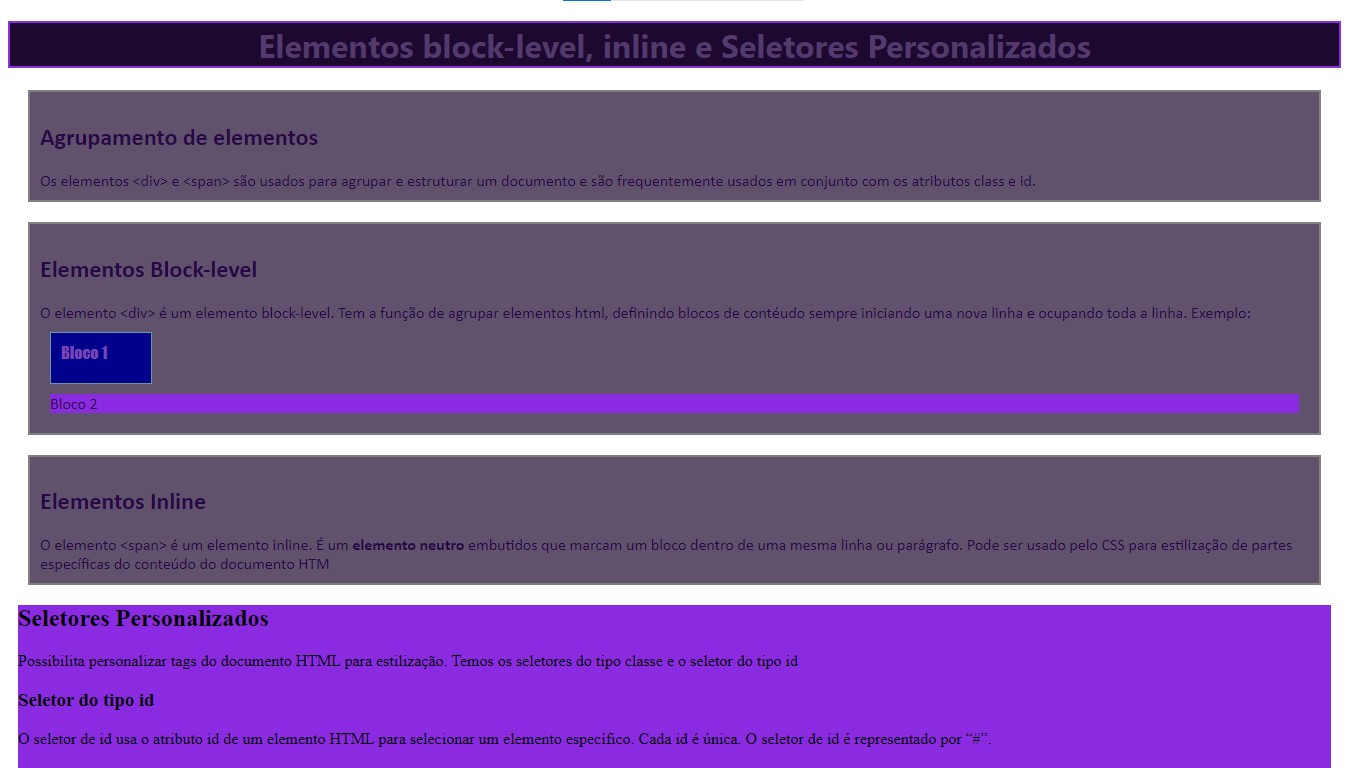 Elementos block-level, inline e Seletores Personalizados
Agrupamento de elementos
Os elementos <div> e <span> são usados para agrupar e estruturar um documento e são frequentemente usados em conjunto com os atributos class e id.
Elementos Block-level
O elemento <div> é um elemento block-level. Tem a função de agrupar elementos html, definindo blocos de contéudo sempre iniciando uma nova linha e ocupando toda a linha. Exemplo:
Bloco 1
Bloco 2
Elementos Inline
O elemento <span> é um elemento inline. É um elemento neutro embutidos que marcam um bloco dentro de uma mesma linha ou parágrafo. Pode ser usado pelo CSS para estilização de partes
específicas do conteúdo do documento HTM
Seletores Personalizados
Possibilita personalizar tags do documento HTML para estilização. Temos os seletores do tipo classe e o seletor do tipo id
Seletor do tipo id
O seletor de id usa o atributo id de um elemento HTML para selecionar um elemento específico. Cada id é única. O seletor de id é representado por “#”.